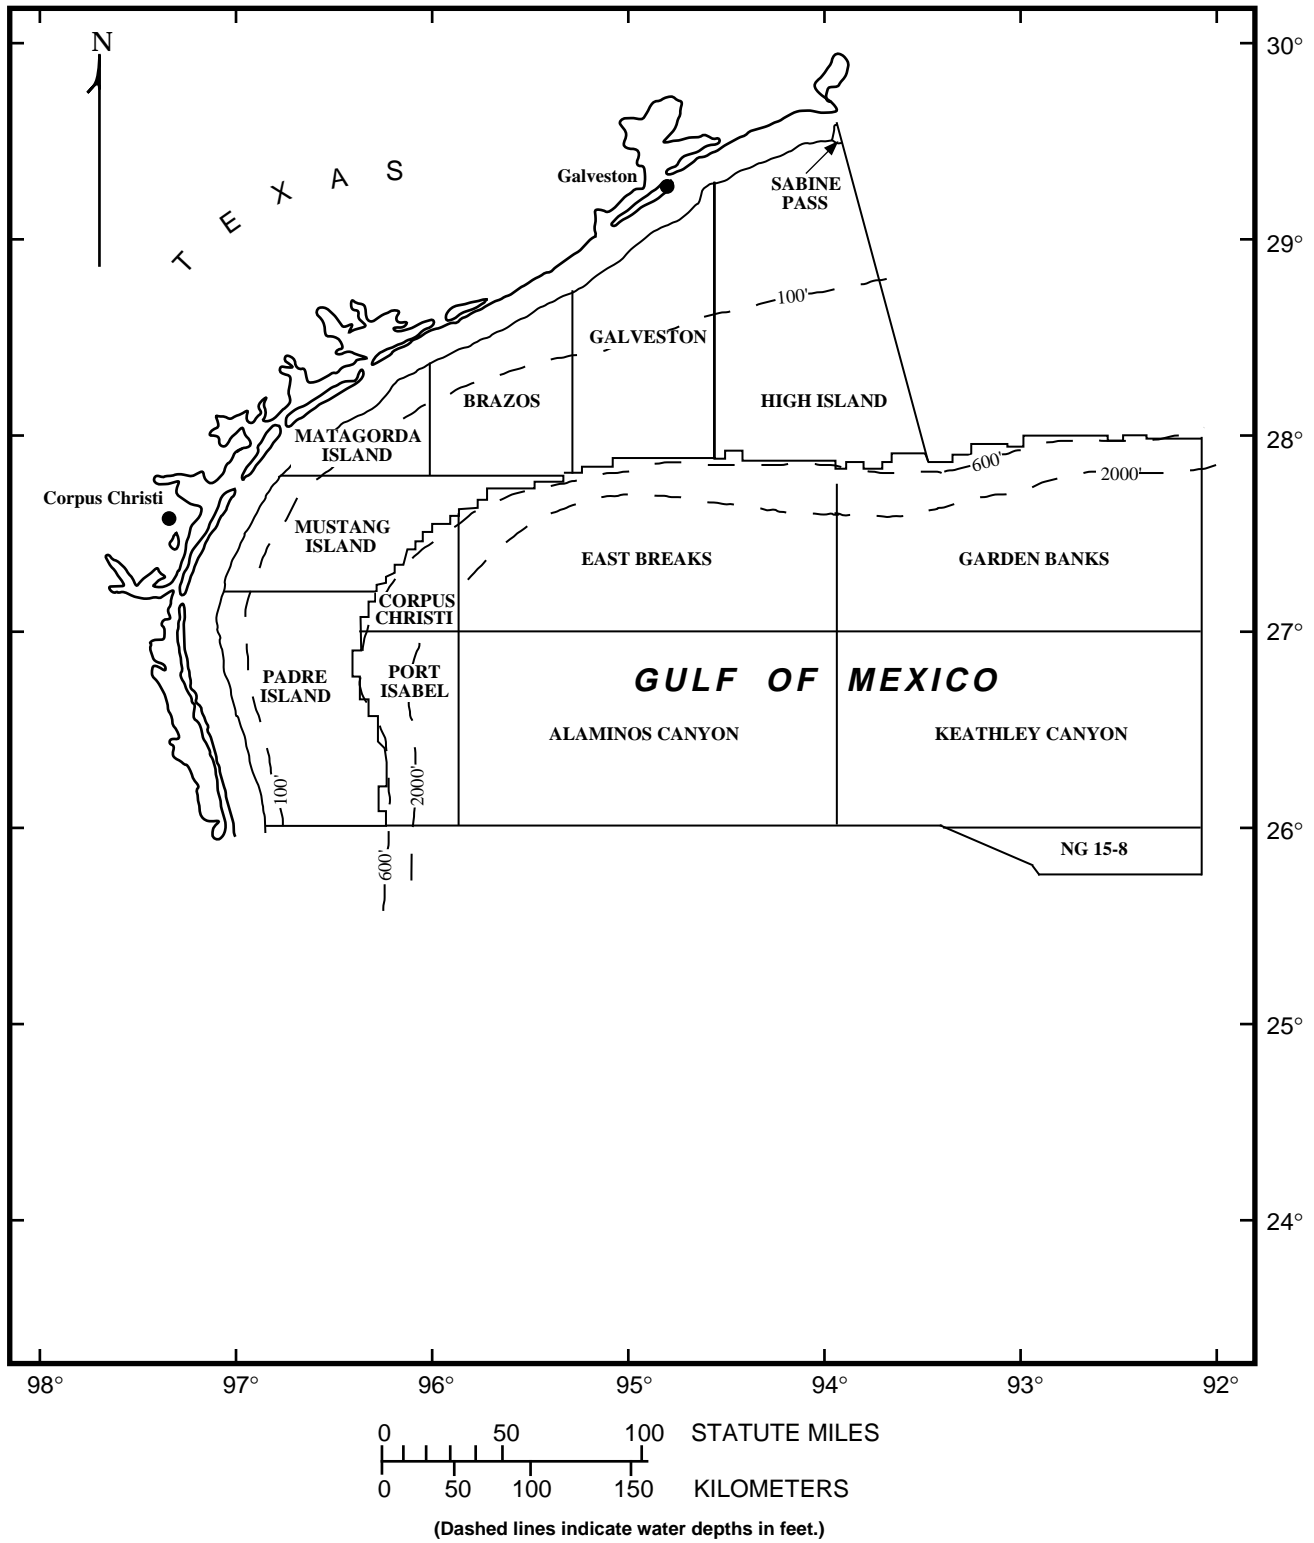 N
30°
TEXAS
Galveston
SABINE
PASS
29°
100'
GALVESTON
BRAZOS
HIGH ISLAND
MATAGORDA
ISLAND
28°
600'
2000'
Corpus Christi
MUSTANG
ISLAND
EAST BREAKS
GARDEN BANKS
CORPUS
CHRISTI
27°
PADRE
ISLAND
PORT
ISABEL
GULF OF MEXICO
ALAMINOS CANYON
KEATHLEY CANYON
100'
2000'
26°
NG 15-8
600'
25°
24°
98° 97° 96° 95° 94° 93° 92°
0 50 100 STATUTE MILES
0 50 100 150 KILOMETERS
(Dashed lines indicate water depths in feet.)